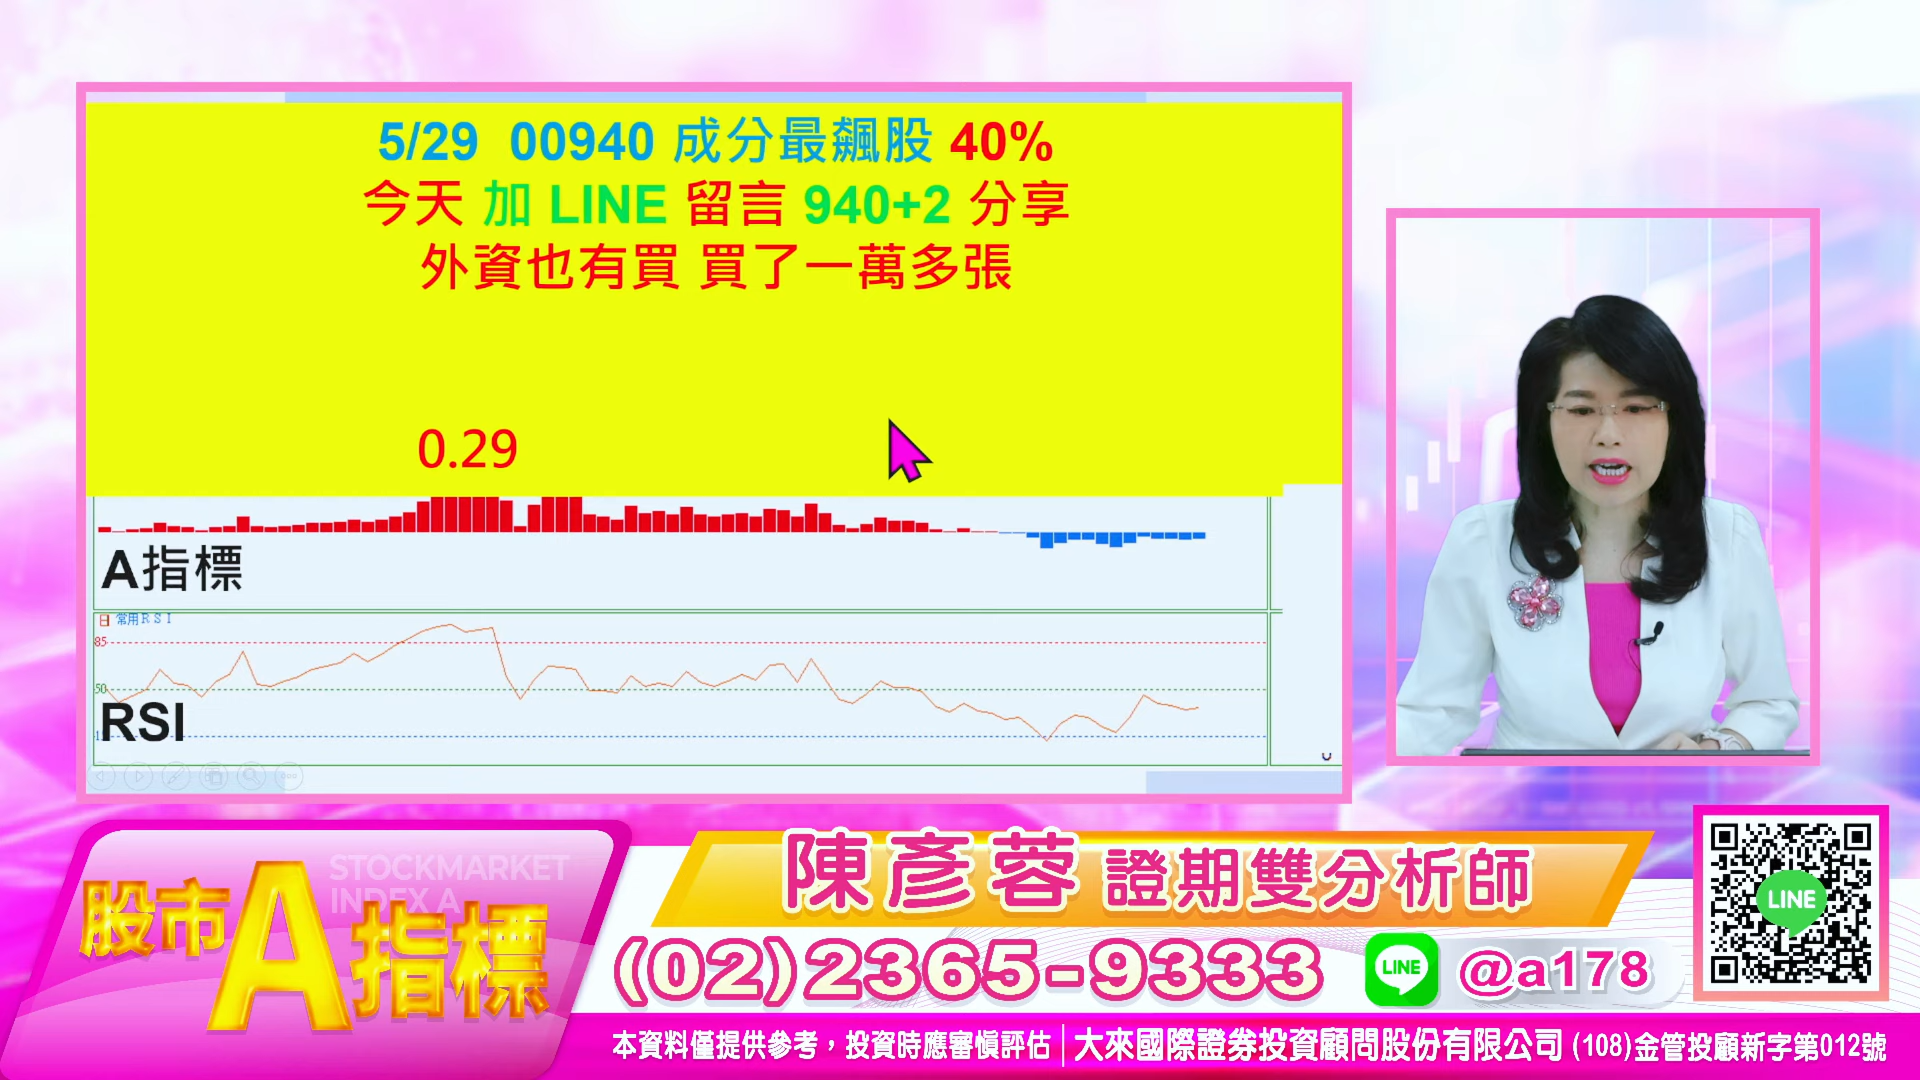 5/29 00940 成分最飆股 40%
今天 加 LINE 留言 940+2 分享
外資也有買 買了一萬多張
0.29
A指標
日 常用RSI
85
50
RSI
STOCKMARKET
INDEX A
股市A指標
陳彥蓉 證期雙分析師
(02)2365-9333
LINE
@a178
LINE
本資料僅提供參考，投資時應審慎評估｜大來國際證券投資顧問股份有限公司 (108)金管投顧新字第012號